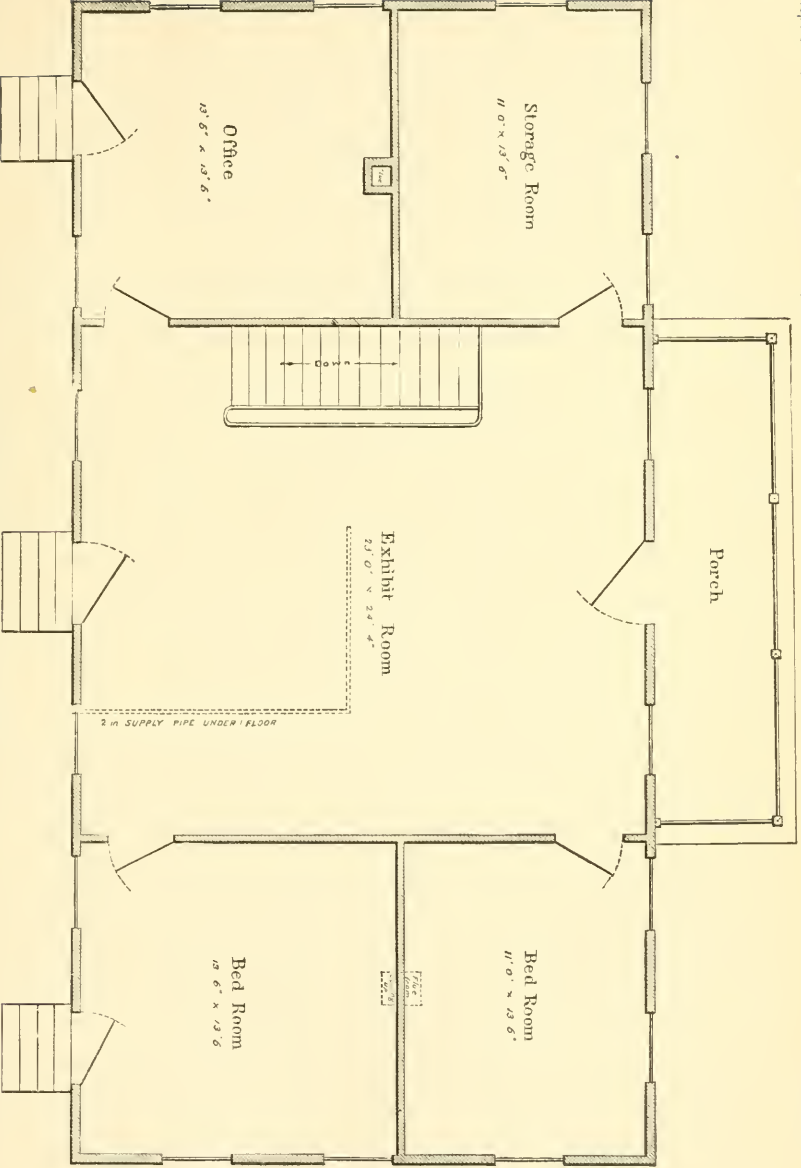 Storage Room
11' 0" × 13' 6"
Office
13' 6" × 13' 6"
Flue
Down
Porch
Exhibit Room
23' 0" × 24' 4"
2 in SUPPLY PIPE UNDER FLOOR
Bed Room
11' 0" × 13' 6"
Flue
from
Bed Room
13' 6" × 13' 6